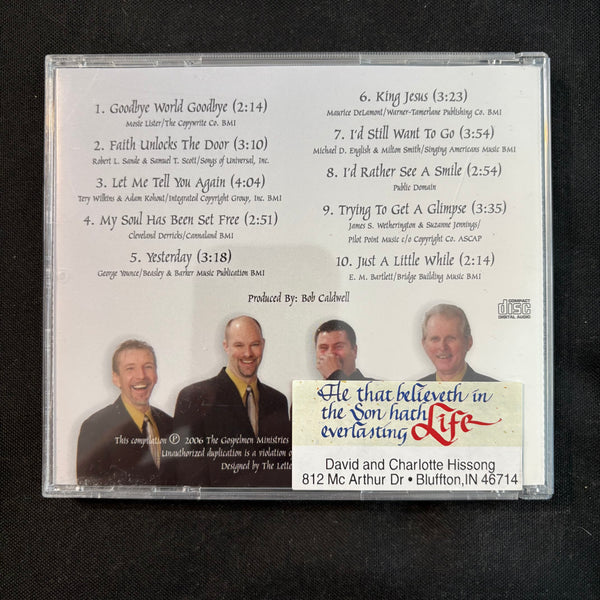 1. Goodbye World Goodbye (2:14)
Mosie Lister/The Copywrite Co. BMI
2. Faith Unlocks The Door (3:10)
Robert L. Sande & Samuel T. Scott/Songs of Universal, Inc.
3. Let Me Tell You Again (4:04)
Tery Wilkins & Adam Kohout/Integrated Copyright Group, Inc. BMI
4. My Soul Has Been Set Free (2:51)
Cleveland Derricks/Cannaland BMI
5. Yesterday (3:18)
George Younce/Beasley & Barker Music Publication BMI
6. King Jesus (3:23)
Maurice DeLamont/Warner-Tamerlane Publishing Co. BMI
7. I'd Still Want To Go (3:54)
Michael D. English & Milton Smith/Singing Americans Music BMI
8. I'd Rather See A Smile (2:54)
Public Domain
9. Trying To Get A Glimpse (3:35)
James S. Wetherington & Suzanne Jennings/
Pilot Point Music c/o Copyright Co. ASCAP
10. Just A Little While (2:14)
E. M. Bartlett/Bridge Building Music BMI
Produced By: Bob Caldwell
COMPACT
disc
DIGITAL AUDIO
This compilation ℗ 2006 The Gospelmen Ministries
Unauthorized duplication is a violation o
Designed by The Lette
He that believeth in
the Son hath
everlasting Life
David and Charlotte Hissong
812 Mc Arthur Dr • Bluffton,IN 46714